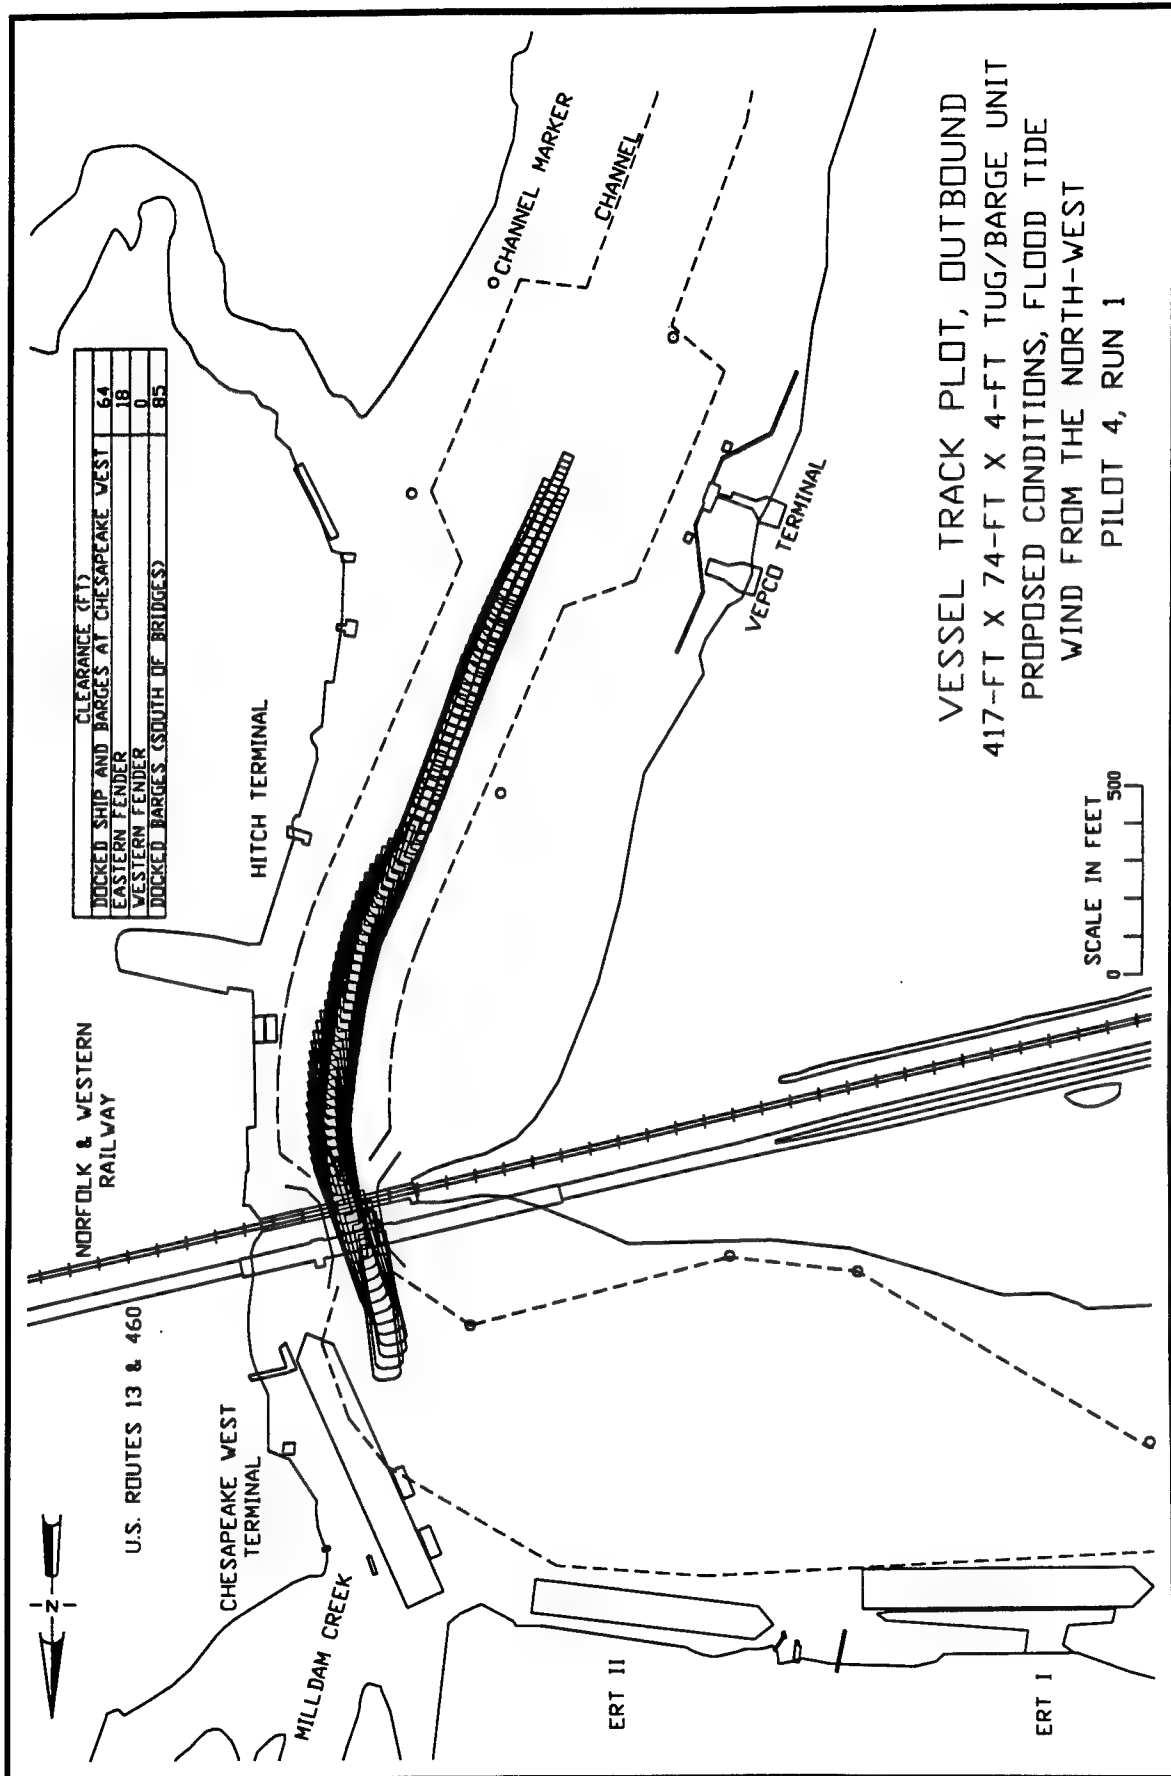 CLEARANCE (FT)
DOCKED SHIP AND BARGES AT CHESAPEAKE WEST 64
EASTERN FENDER 18
WESTERN FENDER 0
DOCKED BARGES (SOUTH OF BRIDGES) 85
N
U.S. ROUTES 13 & 460
NORFOLK & WESTERN
RAILWAY
HITCH TERMINAL
CHANNEL MARKER
CHANNEL
CHESAPEAKE WEST
TERMINAL
MILLDAM CREEK
VEPCO TERMINAL
ERT II
ERT I
SCALE IN FEET
0 500
VESSEL TRACK PLOT, OUTBOUND
417-FT X 74-FT X 4-FT TUG/BARGE UNIT
PROPOSED CONDITIONS, FLOOD TIDE
WIND FROM THE NORTH-WEST
PILOT 4, RUN 1